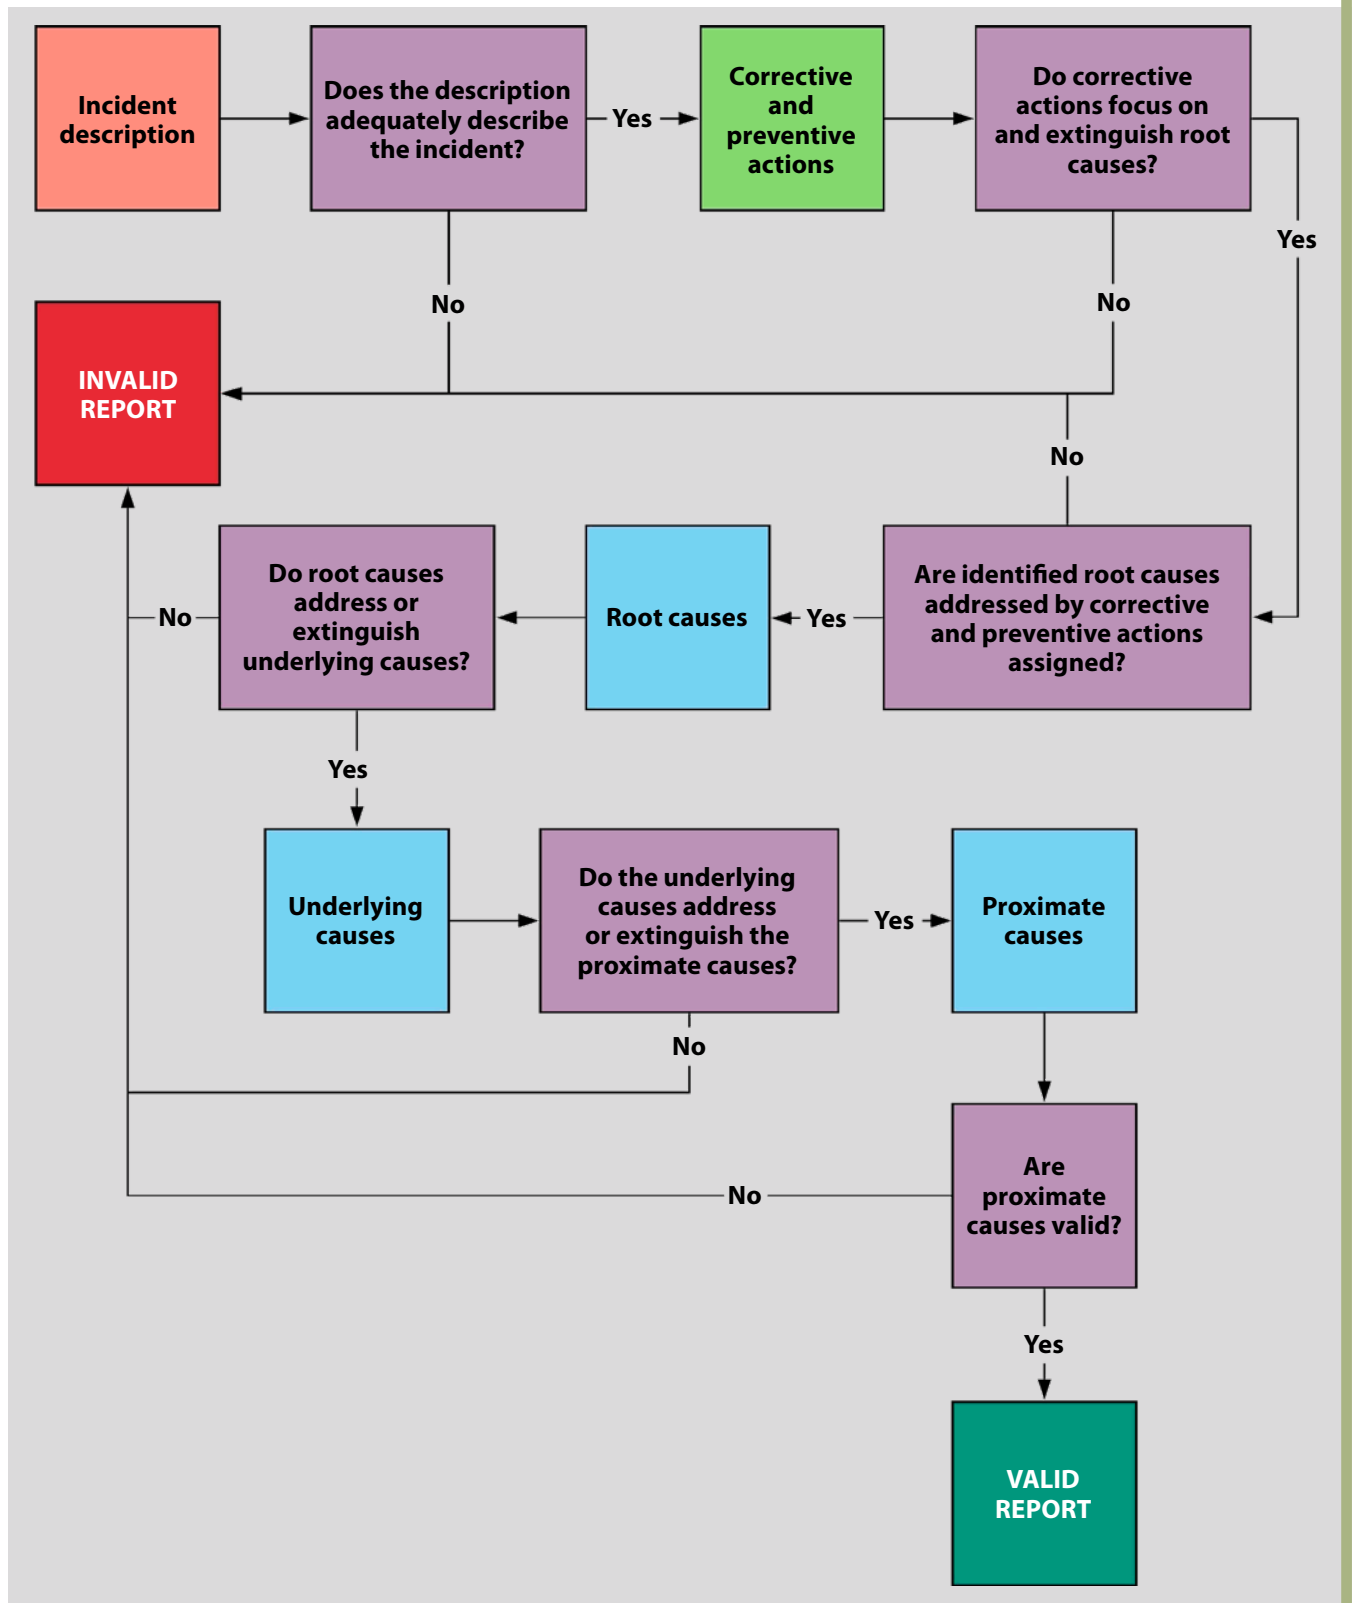 Incident
description
Does the description
adequately describe
the incident?
Yes
Corrective
and
preventive
actions
Do corrective
actions focus on
and extinguish root
causes?
Yes
No
No
INVALID
REPORT
No
Are identified root causes
addressed by corrective
and preventive actions
assigned?
Yes
Root causes
Do root causes
address or
extinguish
underlying causes?
No
Yes
Underlying
causes
Do the underlying
causes address
or extinguish the
proximate causes?
Yes
Proximate
causes
No
Are
proximate
causes valid?
No
Yes
VALID
REPORT